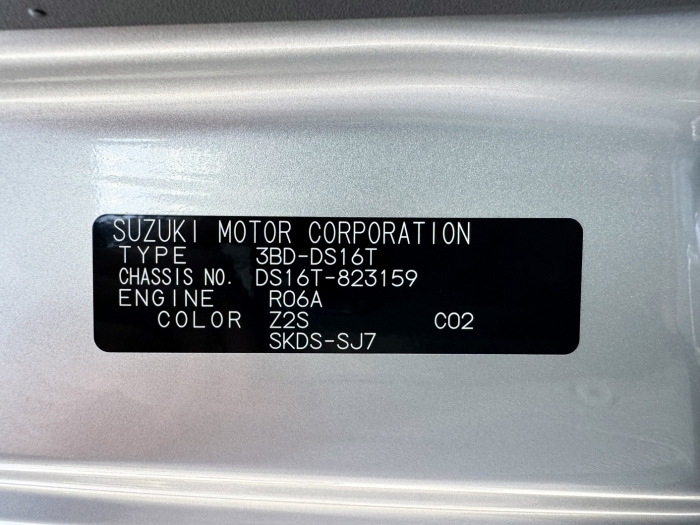 SUZUKI MOTOR CORPORATION
TYPE 3BD-DS16T
CHASSIS NO. DS16T-823159
ENGINE R06A
COLOR Z2S C02
SKDS-SJ7